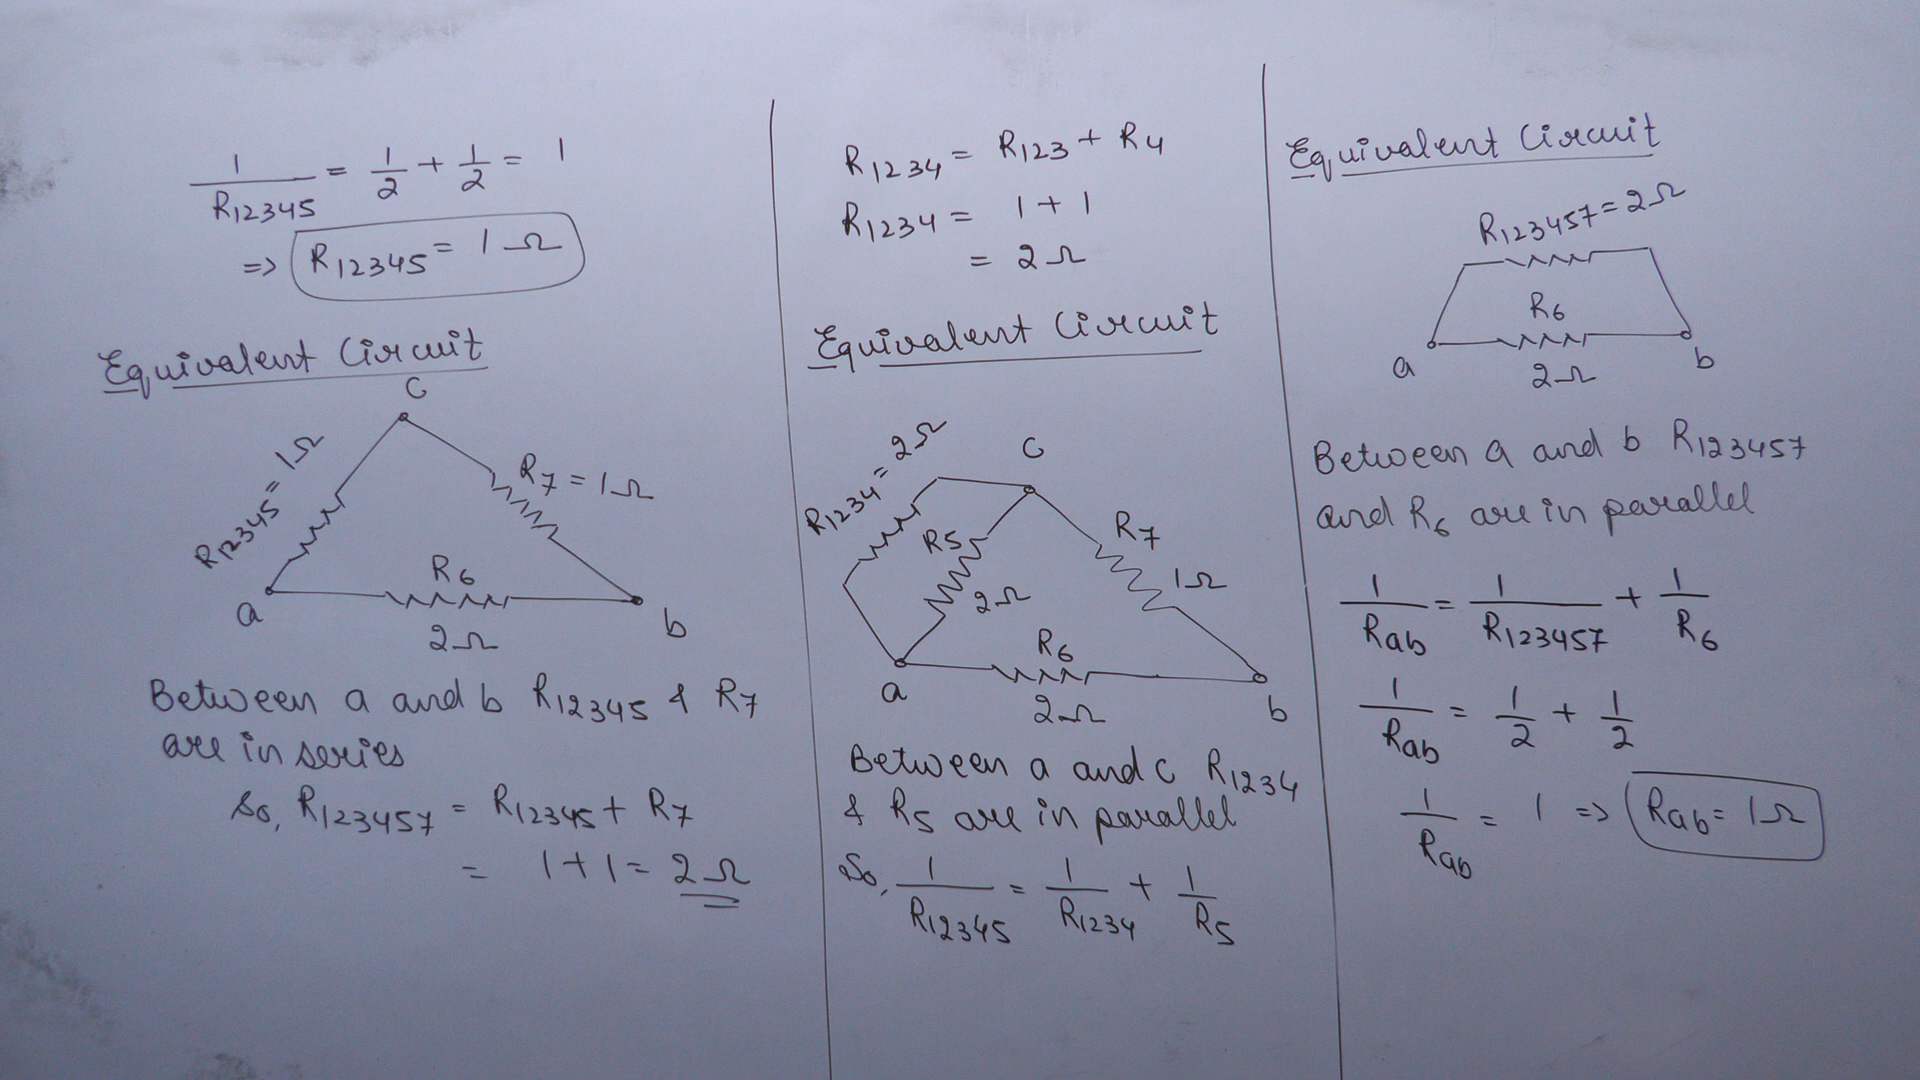 1/R12345 = 1/2 + 1/2 = 1
=> R12345 = 1Ω
Equivalent Circuit
C
R12345 = 1Ω
R7 = 1Ω
R6
a
2Ω
b
Between a and b R12345 & R7
are in series
So, R123457 = R12345 + R7
= 1+1 = 2Ω
R1234 = R123 + R4
R1234 = 1+1
= 2Ω
Equivalent Circuit
R1234 = 2Ω
C
R5
2Ω
R7
1Ω
R6
a
2Ω
b
Between a and c R1234
& R5 are in parallel
So, 1/R12345 = 1/R1234 + 1/R5
Equivalent Circuit
R123457 = 2Ω
R6
a
2Ω
b
Between a and b R123457
and R6 are in parallel
1/Rab = 1/R123457 + 1/R6
1/Rab = 1/2 + 1/2
1/Rab = 1 => Rab = 1Ω